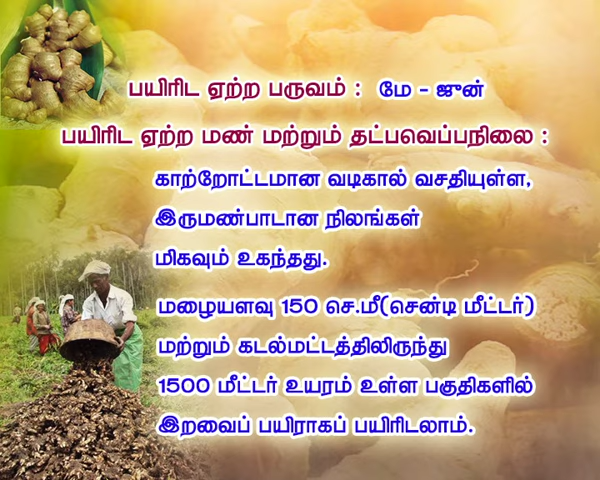 பயிரிட ஏற்ற பருவம் : மே - ஜுன்
பயிரிட ஏற்ற மண் மற்றும் தட்பவெப்பநிலை :
காற்றோட்டமான வடிகால் வசதியுள்ள,
இருமண்பாடான நிலங்கள்
மிகவும் உகந்தது.
மழையளவு 150 செ.மீ(சென்டி மீட்டர்)
மற்றும் கடல்மட்டத்திலிருந்து
1500 மீட்டர் உயரம் உள்ள பகுதிகளில்
இறவைப் பயிராகப் பயிரிடலாம்.